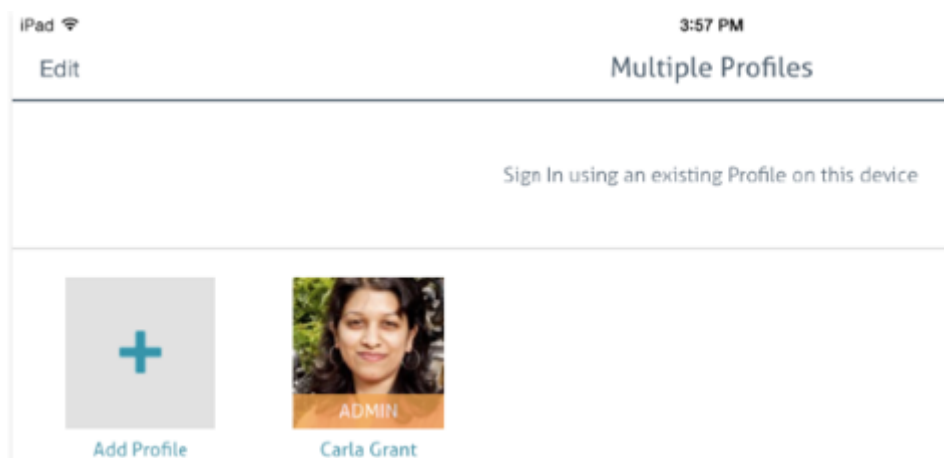 iPad
3:57 PM
Edit
Multiple Profiles
Sign In using an existing Profile on this device
ADMIN
Add Profile
Carla Grant